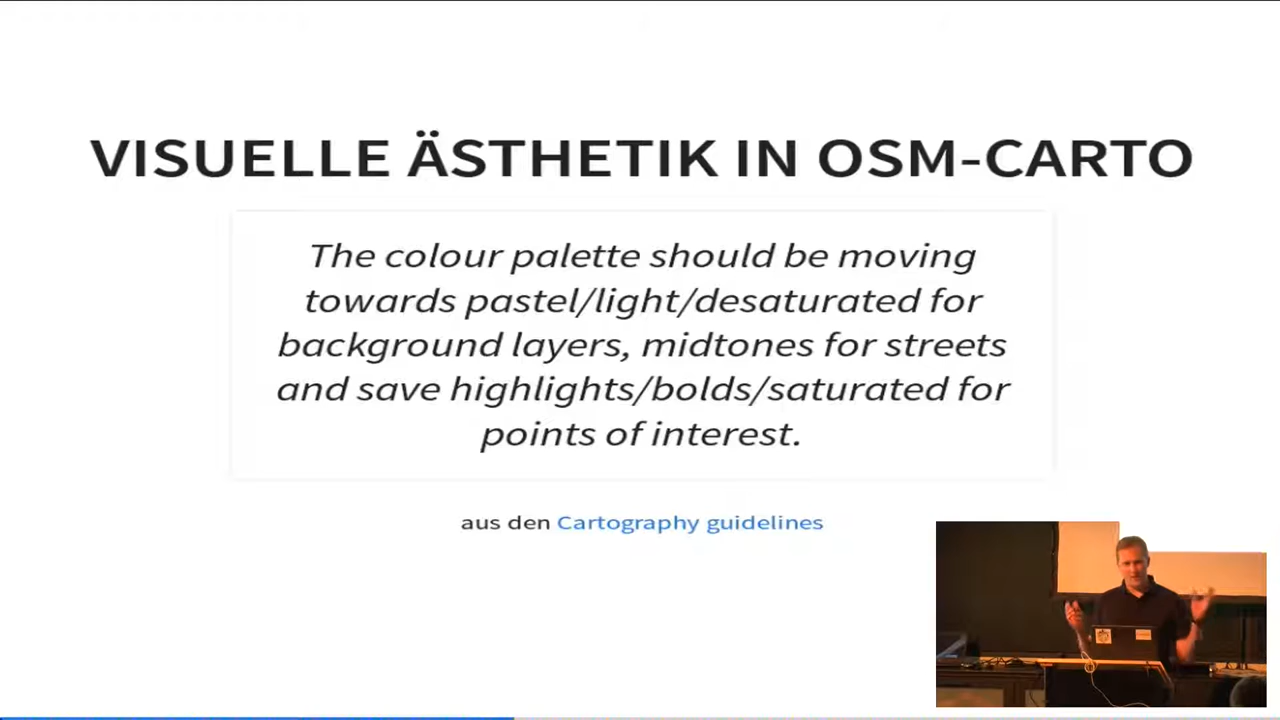 VISUELLE ÄSTHETIK IN OSM-CARTO
The colour palette should be moving
towards pastel/light/desaturated for
background layers, midtones for streets
and save highlights/bolds/saturated for
points of interest.
aus den Cartography guidelines